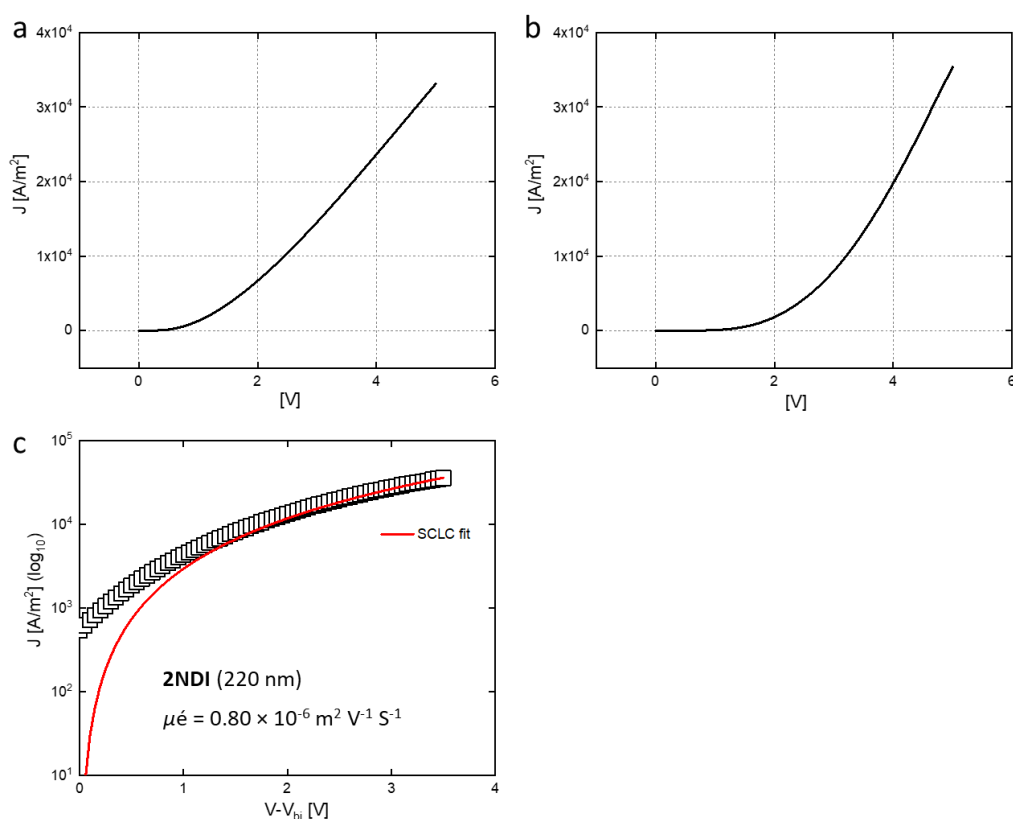 a
J [A/m²]
4x10⁴
3x10⁴
2x10⁴
1x10⁴
0
0 2 4 6
[V]
b
J [A/m²]
4x10⁴
3x10⁴
2x10⁴
1x10⁴
0
0 2 4 6
[V]
c
J [A/m²] (log₁₀)
10⁵
10⁴
10³
10²
10¹
SCLC fit
2NDI (220 nm)
μé = 0.80 × 10⁻⁶ m² V⁻¹ S⁻¹
0 1 2 3 4
V-V_bi [V]